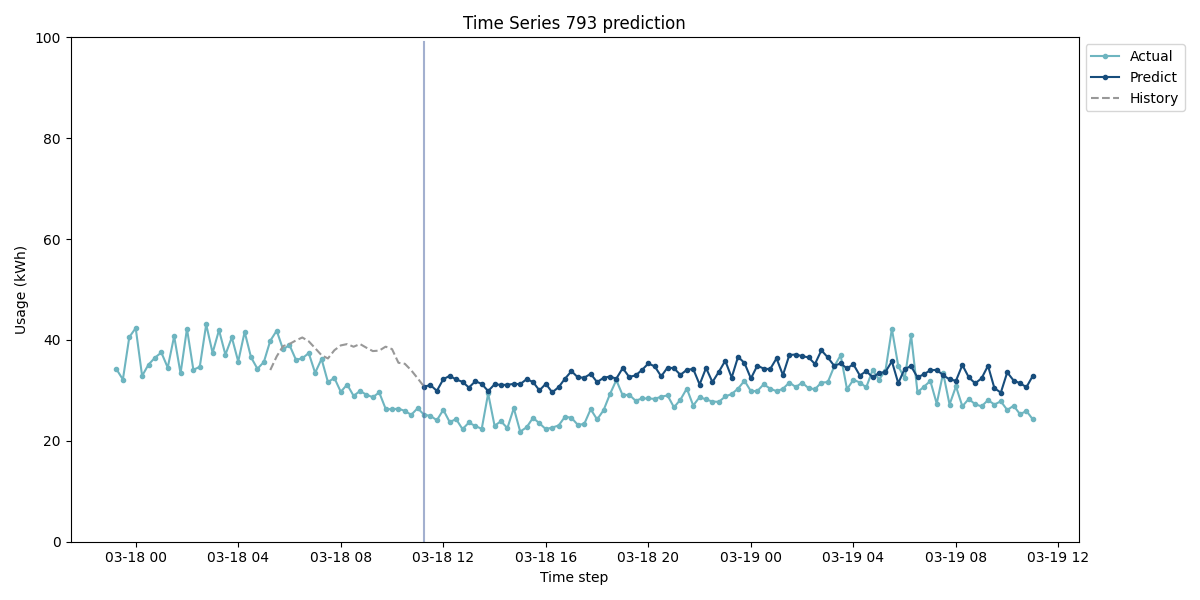 Time Series 793 prediction
Usage (kWh)
100
80
60
40
20
0
03-18 00
03-18 04
03-18 08
03-18 12
03-18 16
03-18 20
03-19 00
03-19 04
03-19 08
03-19 12
Time step
Actual
Predict
History